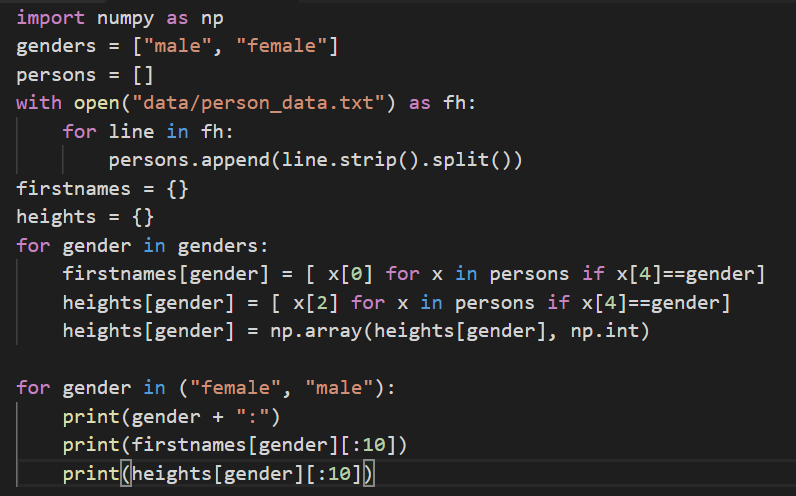 import numpy as np
genders = ["male", "female"]
persons = []
with open("data/person_data.txt") as fh:
    for line in fh:
        persons.append(line.strip().split())
firstnames = {}
heights = {}
for gender in genders:
    firstnames[gender] = [ x[0] for x in persons if x[4]==gender]
    heights[gender] = [ x[2] for x in persons if x[4]==gender]
    heights[gender] = np.array(heights[gender], np.int)

for gender in ("female", "male"):
    print(gender + ":")
    print(firstnames[gender][:10])
    print(heights[gender][:10])